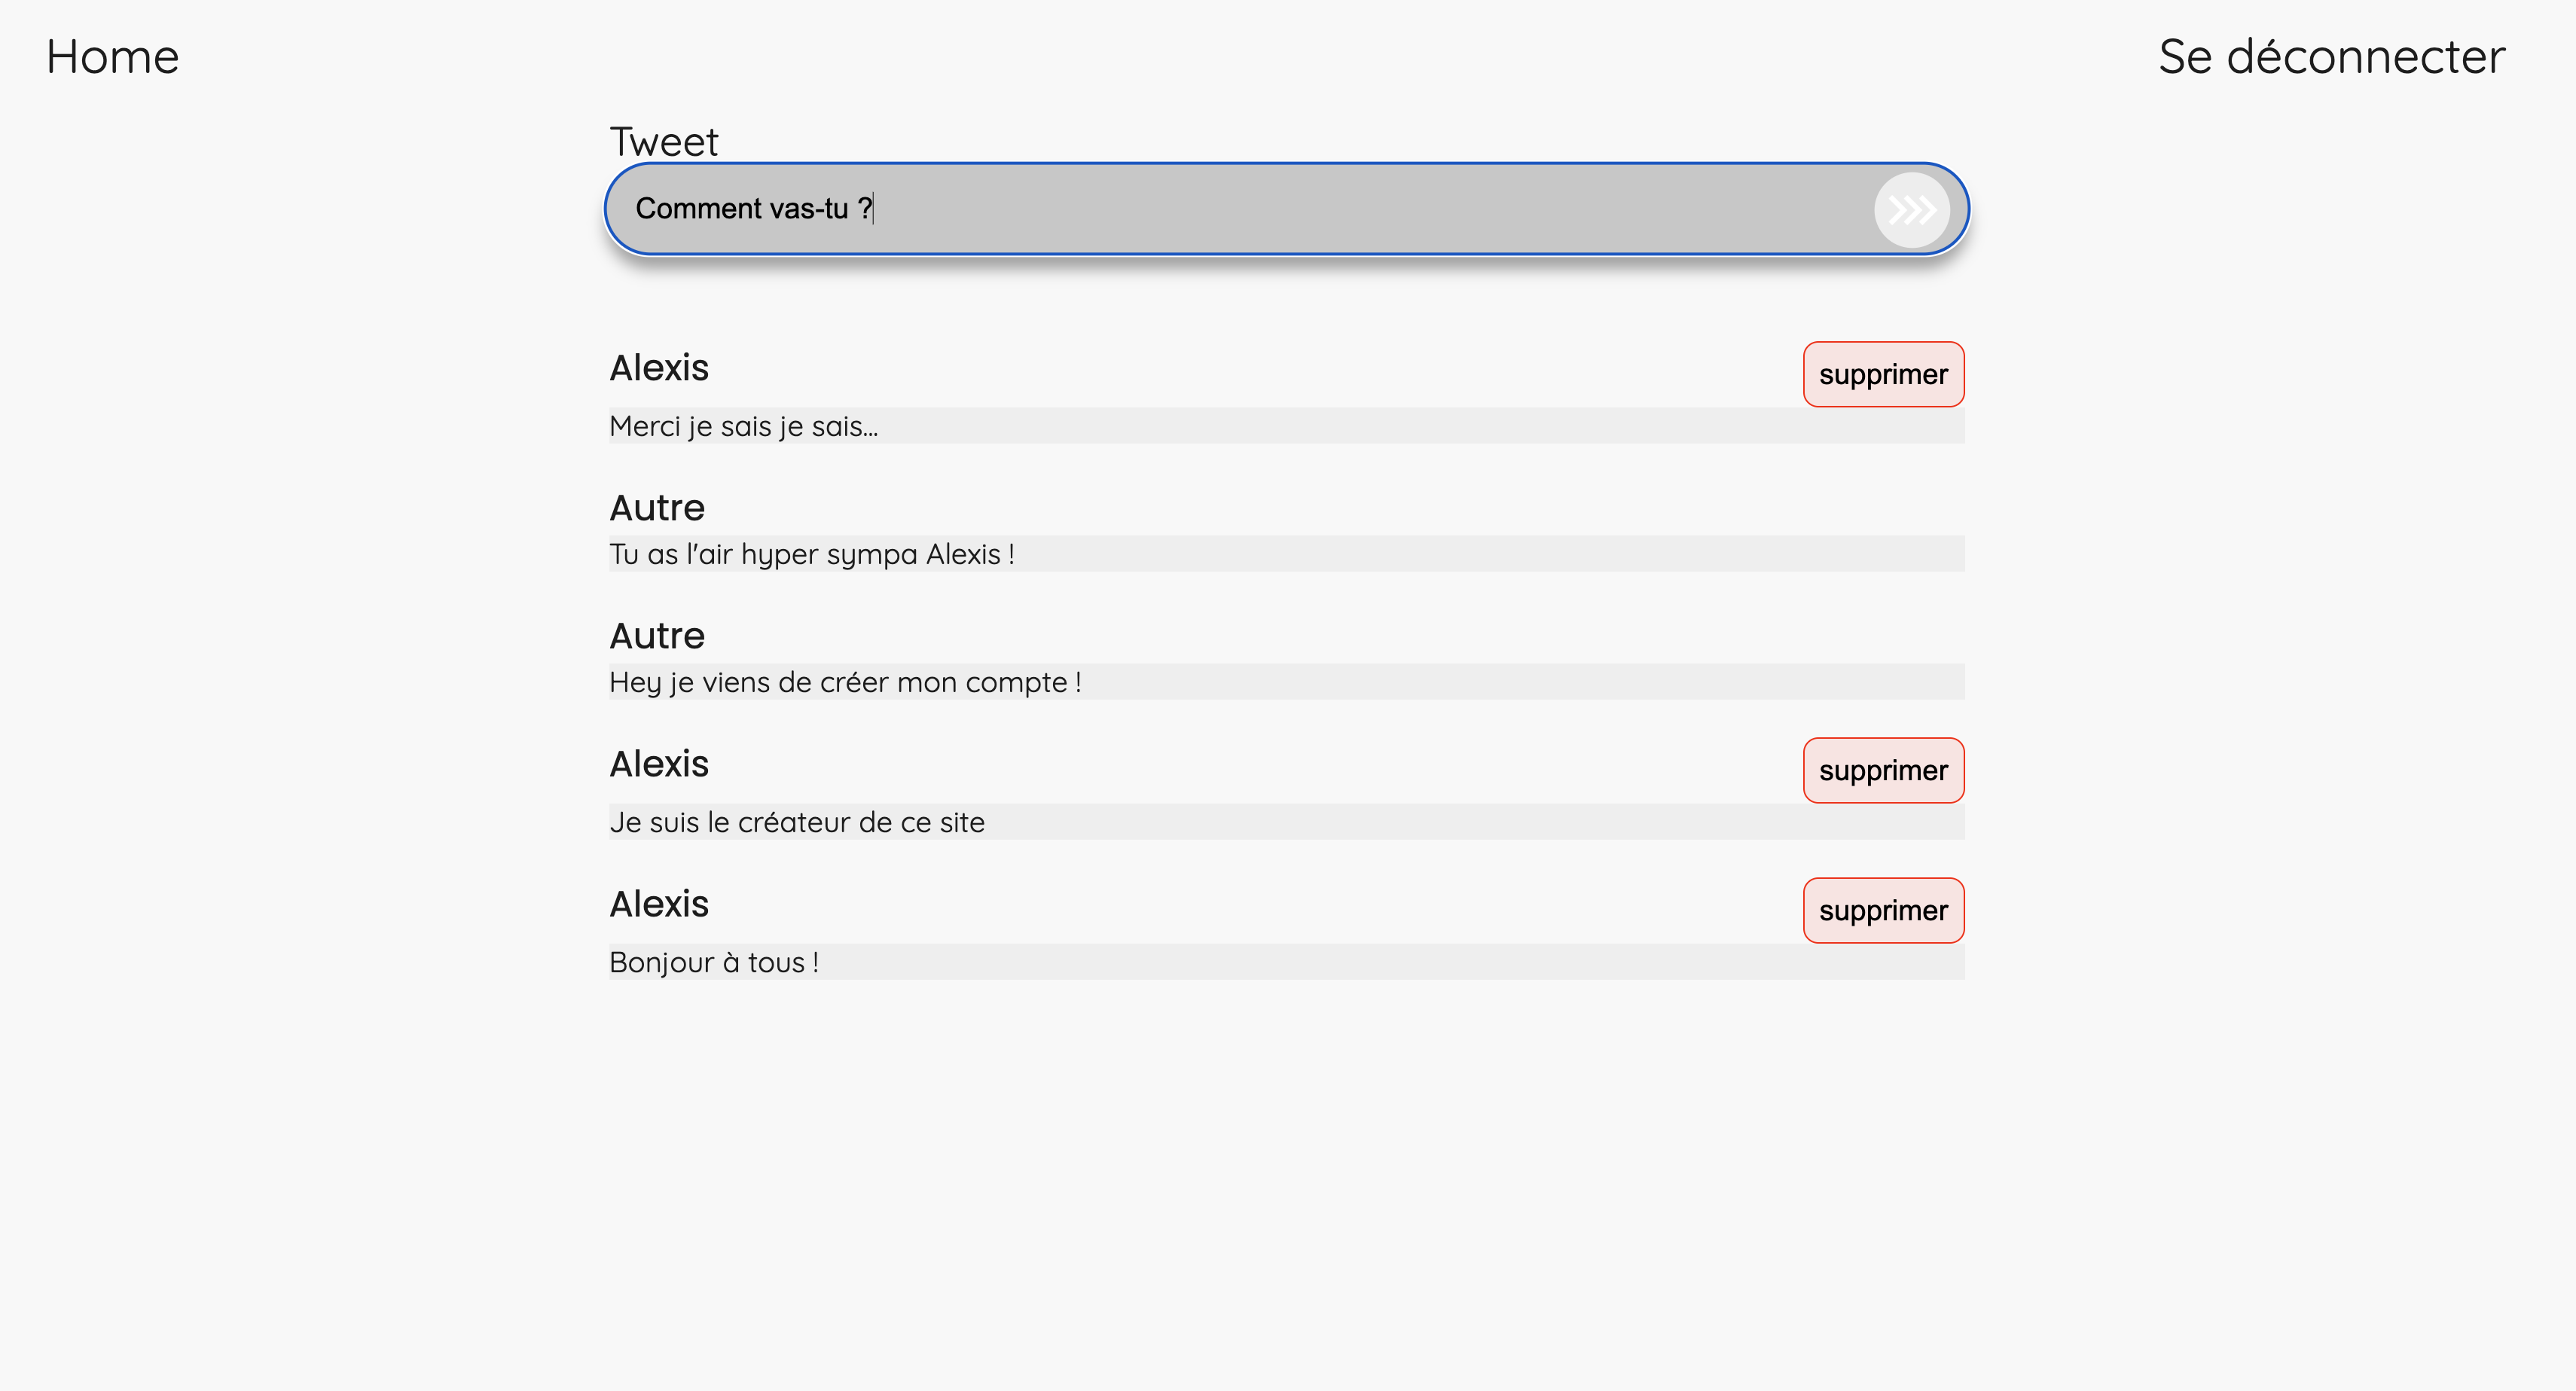 Home
Se déconnecter
Tweet
Comment vas-tu ?
Alexis
supprimer
Merci je sais je sais...
Autre
Tu as l'air hyper sympa Alexis !
Autre
Hey je viens de créer mon compte !
Alexis
supprimer
Je suis le créateur de ce site
Alexis
supprimer
Bonjour à tous !